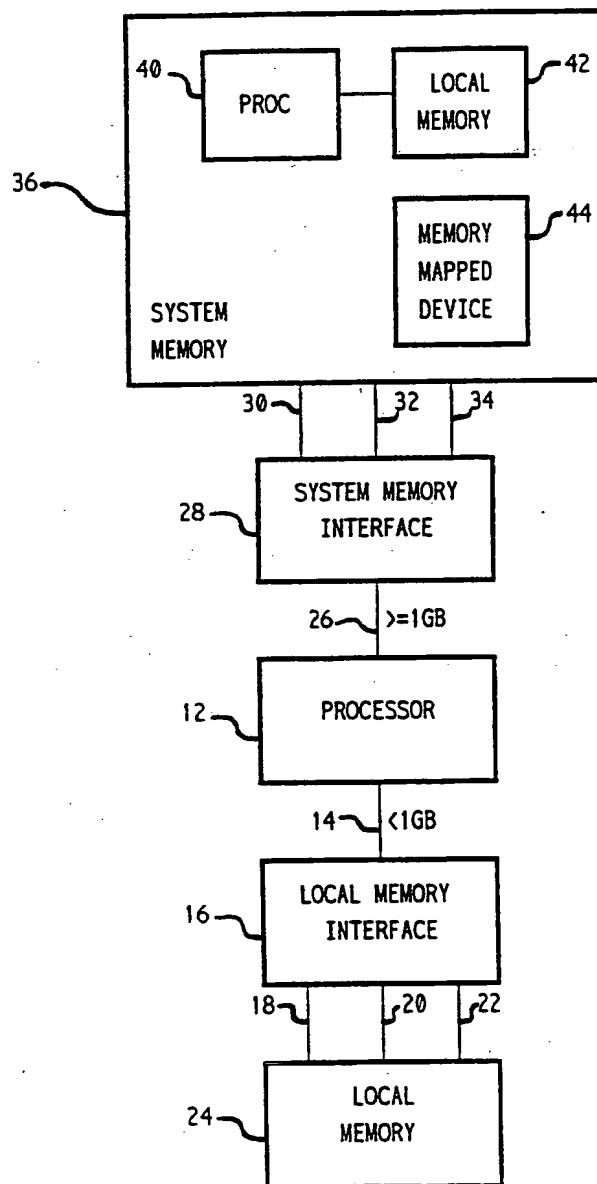 40
PROC
LOCAL
MEMORY
42
36
MEMORY
MAPPED
DEVICE
44
SYSTEM
MEMORY
30
32
34
28
SYSTEM MEMORY
INTERFACE
26
>=1GB
12
PROCESSOR
14
<1GB
16
LOCAL MEMORY
INTERFACE
18
20
22
24
LOCAL
MEMORY